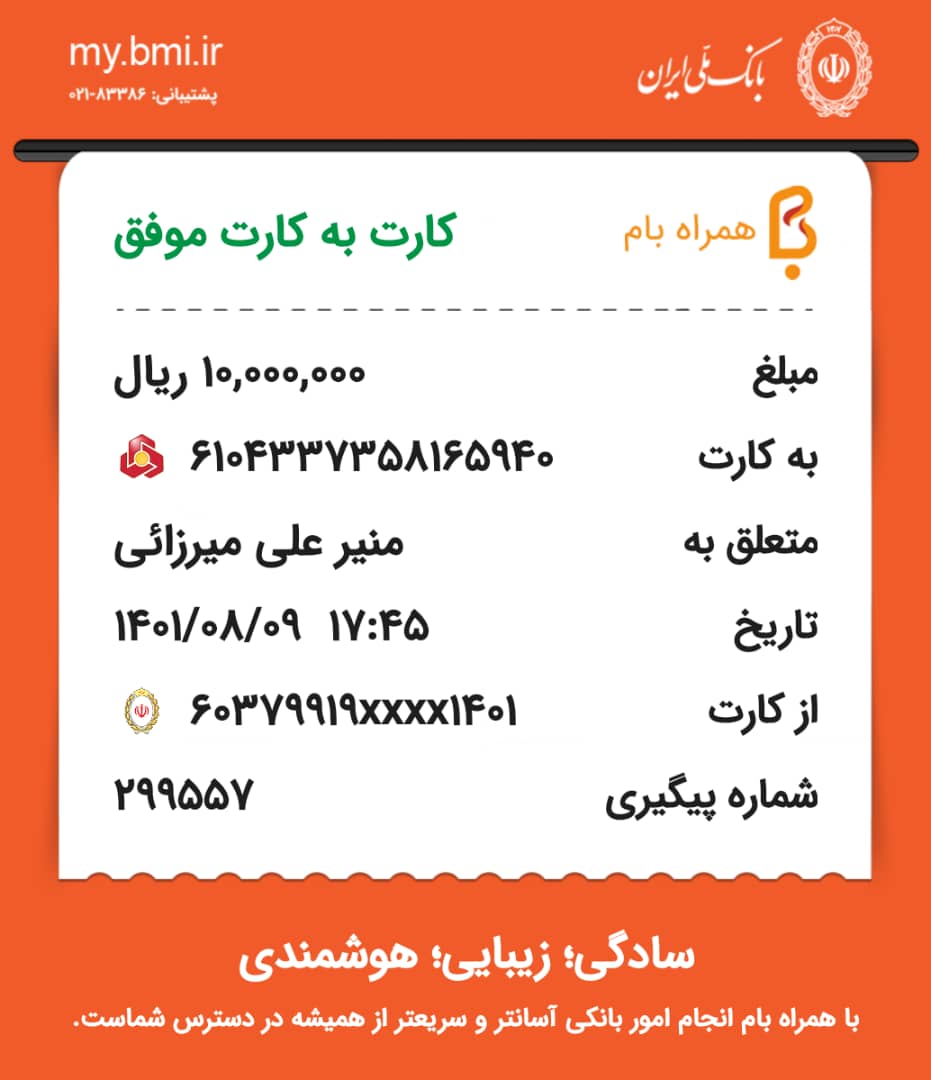 my.bmi.ir
پشتیبانی: ۸۳۳۸۶-۰۲۱
بانک ملّی ایران
همراه بام
کارت به کارت موفق
مبلغ ۱۰,۰۰۰,۰۰۰ ریال
به کارت ۶۱۰۴۳۳۷۳۵۸۱۶۵۹۴۰
متعلق به منیر علی میرزائی
تاریخ ۱۷:۴۵ ۱۴۰۱/۰۸/۰۹
از کارت ۶۰۳۷۹۹۱۹xxxx۱۴۰۱
شماره پیگیری ۲۹۹۵۵۷
سادگی؛ زیبایی؛ هوشمندی
با همراه بام انجام امور بانکی آسانتر و سریعتر از همیشه در دسترس شماست.